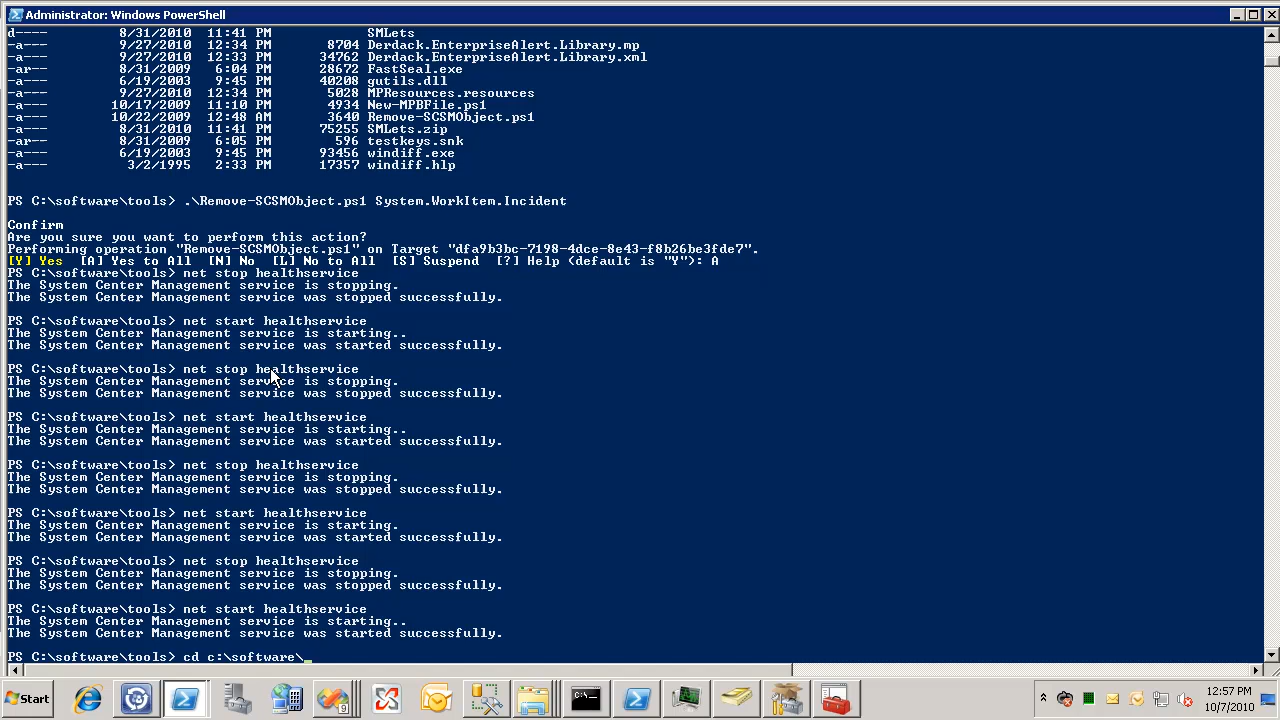 Administrator: Windows PowerShell
d----        8/31/2010  11:41 PM            SMLets
-a---        9/27/2010  12:34 PM       8704 Derdack.EnterpriseAlert.Library.mp
-a---        9/27/2010  12:33 PM      34762 Derdack.EnterpriseAlert.Library.xml
-ar--        8/31/2009   6:04 PM      28672 FastSeal.exe
-a---        6/19/2003   9:45 PM      40208 gutils.dll
-a---        9/27/2010  12:34 PM       5028 MPResources.resources
-a---       10/17/2009  11:10 PM       4934 New-MPBFile.ps1
-a---       10/22/2009  12:48 AM       3640 Remove-SCSMObject.ps1
-a---        8/31/2010  11:41 PM      75255 SMLets.zip
-ar--        8/31/2009   6:05 PM        596 testkeys.snk
-a---        6/19/2003   9:45 PM      93456 windiff.exe
-a---         3/2/1995   2:33 PM      17357 windiff.hlp
PS C:\software\tools> .\Remove-SCSMObject.ps1 System.WorkItem.Incident
Confirm
Are you sure you want to perform this action?
Performing operation "Remove-SCSMObject.ps1" on Target "dfa9b3bc-7198-4dce-8e43-f8b26be3fde7".
[Y] Yes  [A] Yes to All  [N] No  [L] No to All  [S] Suspend  [?] Help (default is "Y"): A
PS C:\software\tools> net stop healthservice
The System Center Management service is stopping.
The System Center Management service was stopped successfully.
PS C:\software\tools> net start healthservice
The System Center Management service is starting..
The System Center Management service was started successfully.
PS C:\software\tools> net stop healthservice
The System Center Management service is stopping.
The System Center Management service was stopped successfully.
PS C:\software\tools> net start healthservice
The System Center Management service is starting..
The System Center Management service was started successfully.
PS C:\software\tools> net stop healthservice
The System Center Management service is stopping.
The System Center Management service was stopped successfully.
PS C:\software\tools> net start healthservice
The System Center Management service is starting.
The System Center Management service was started successfully.
PS C:\software\tools> net stop healthservice
The System Center Management service is stopping.
The System Center Management service was stopped successfully.
PS C:\software\tools> net start healthservice
The System Center Management service is starting..
The System Center Management service was started successfully.
PS C:\software\tools> cd c:\software\_
Start
12:57 PM
10/7/2010